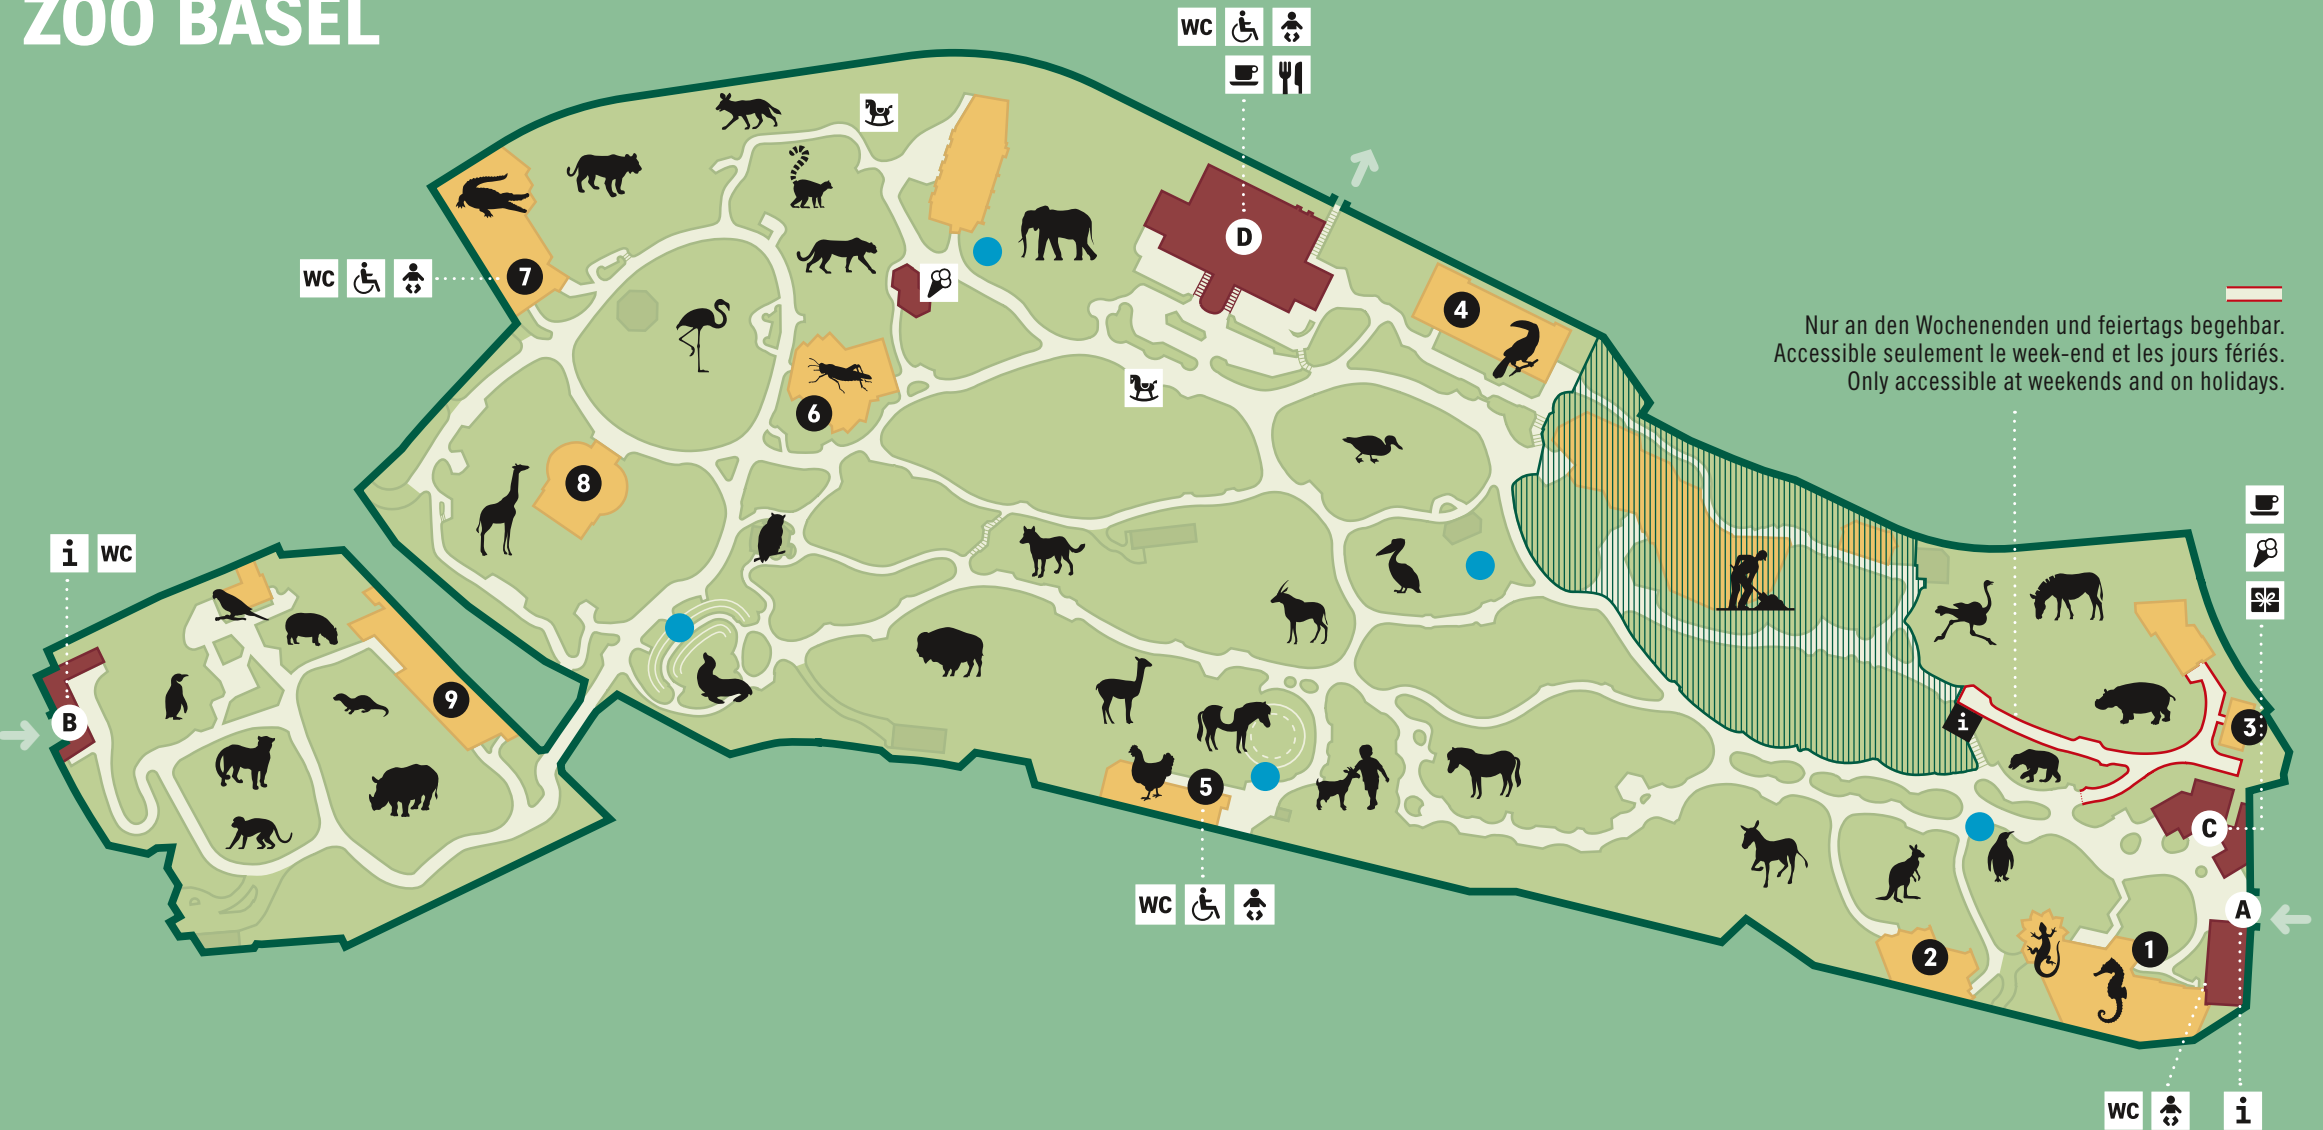 ZOO BASEL
WC
D
4
Nur an den Wochenenden und feiertags begehbar.
Accessible seulement le week-end et les jours fériés.
Only accessible at weekends and on holidays.
WC
7
6
8
i WC
B
9
i
3
5
C
WC
A
2
1
WC
i